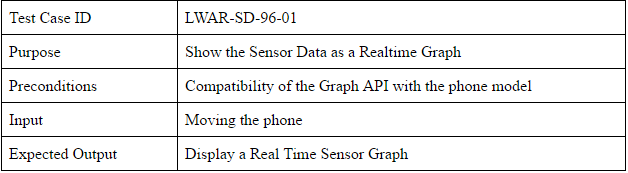 Test Case ID LWAR-SD-96-01
Purpose Show the Sensor Data as a Realtime Graph
Preconditions Compatibility of the Graph API with the phone model
Input Moving the phone
Expected Output Display a Real Time Sensor Graph